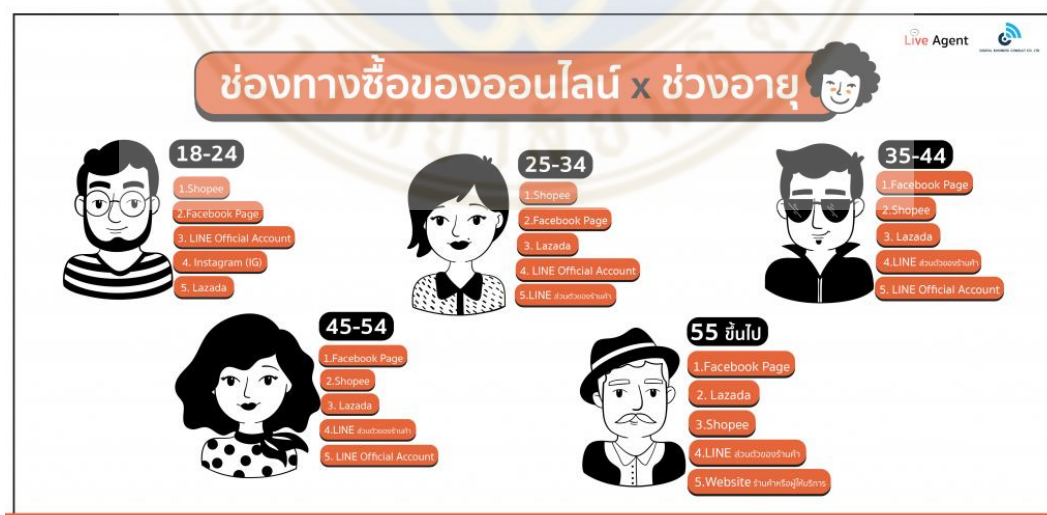 Live Agent
DIGITAL BUSINESS CONSULT CO., LTD
ช่องทางซื้อของออนไลน์ x ช่วงอายุ
18-24
1.Shopee
2.Facebook Page
3. LINE Official Account
4. Instagram (IG)
5. Lazada
25-34
1.Shopee
2.Facebook Page
3. Lazada
4. LINE Official Account
5.LINE ส่วนตัวของร้านค้า
35-44
1.Facebook Page
2.Shopee
3. Lazada
4.LINE ส่วนตัวของร้านค้า
5. LINE Official Account
45-54
1.Facebook Page
2.Shopee
3. Lazada
4.LINE ส่วนตัวของร้านค้า
5. LINE Official Account
55 ขึ้นไป
1.Facebook Page
2. Lazada
3.Shopee
4.LINE ส่วนตัวของร้านค้า
5.Website ร้านค้าหรือผู้ให้บริการ